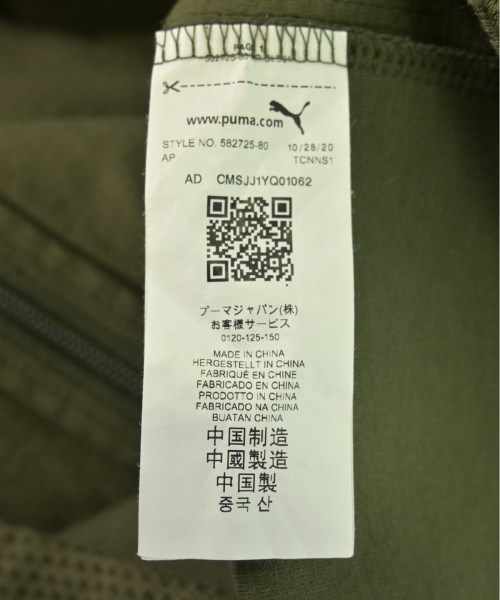 PAGE 1
www.puma.com
STYLE NO. 582725-80 10/28/20
AP TCNNS1
AD CMSJJ1YQ01062
プーマジャパン(株)
お客様サービス
0120-125-150
MADE IN CHINA
HERGESTELLT IN CHINA
FABRIQUÉ EN CHINE
FABRICADO EN CHINA
PRODOTTO IN CHINA
FABRICADO NA CHINA
BUATAN CHINA
中国制造
中國製造
中国製
중국 산